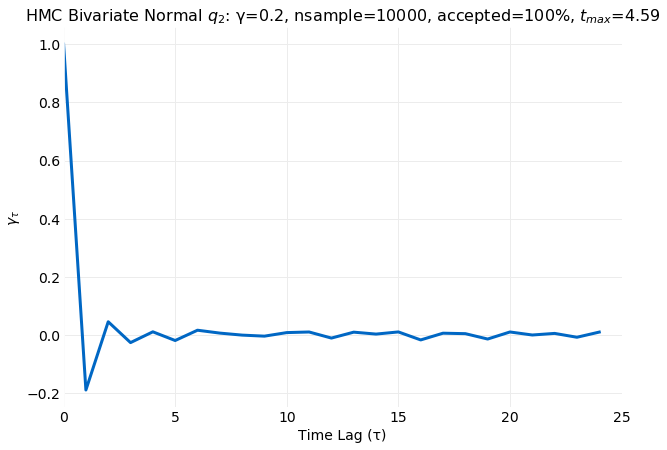 HMC Bivariate Normal q₂: γ=0.2, nsample=10000, accepted=100%, tₘₐₓ=4.59
1.0
0.8
0.6
0.4
0.2
0.0
−0.2
γτ
0 5 10 15 20 25
Time Lag (τ)